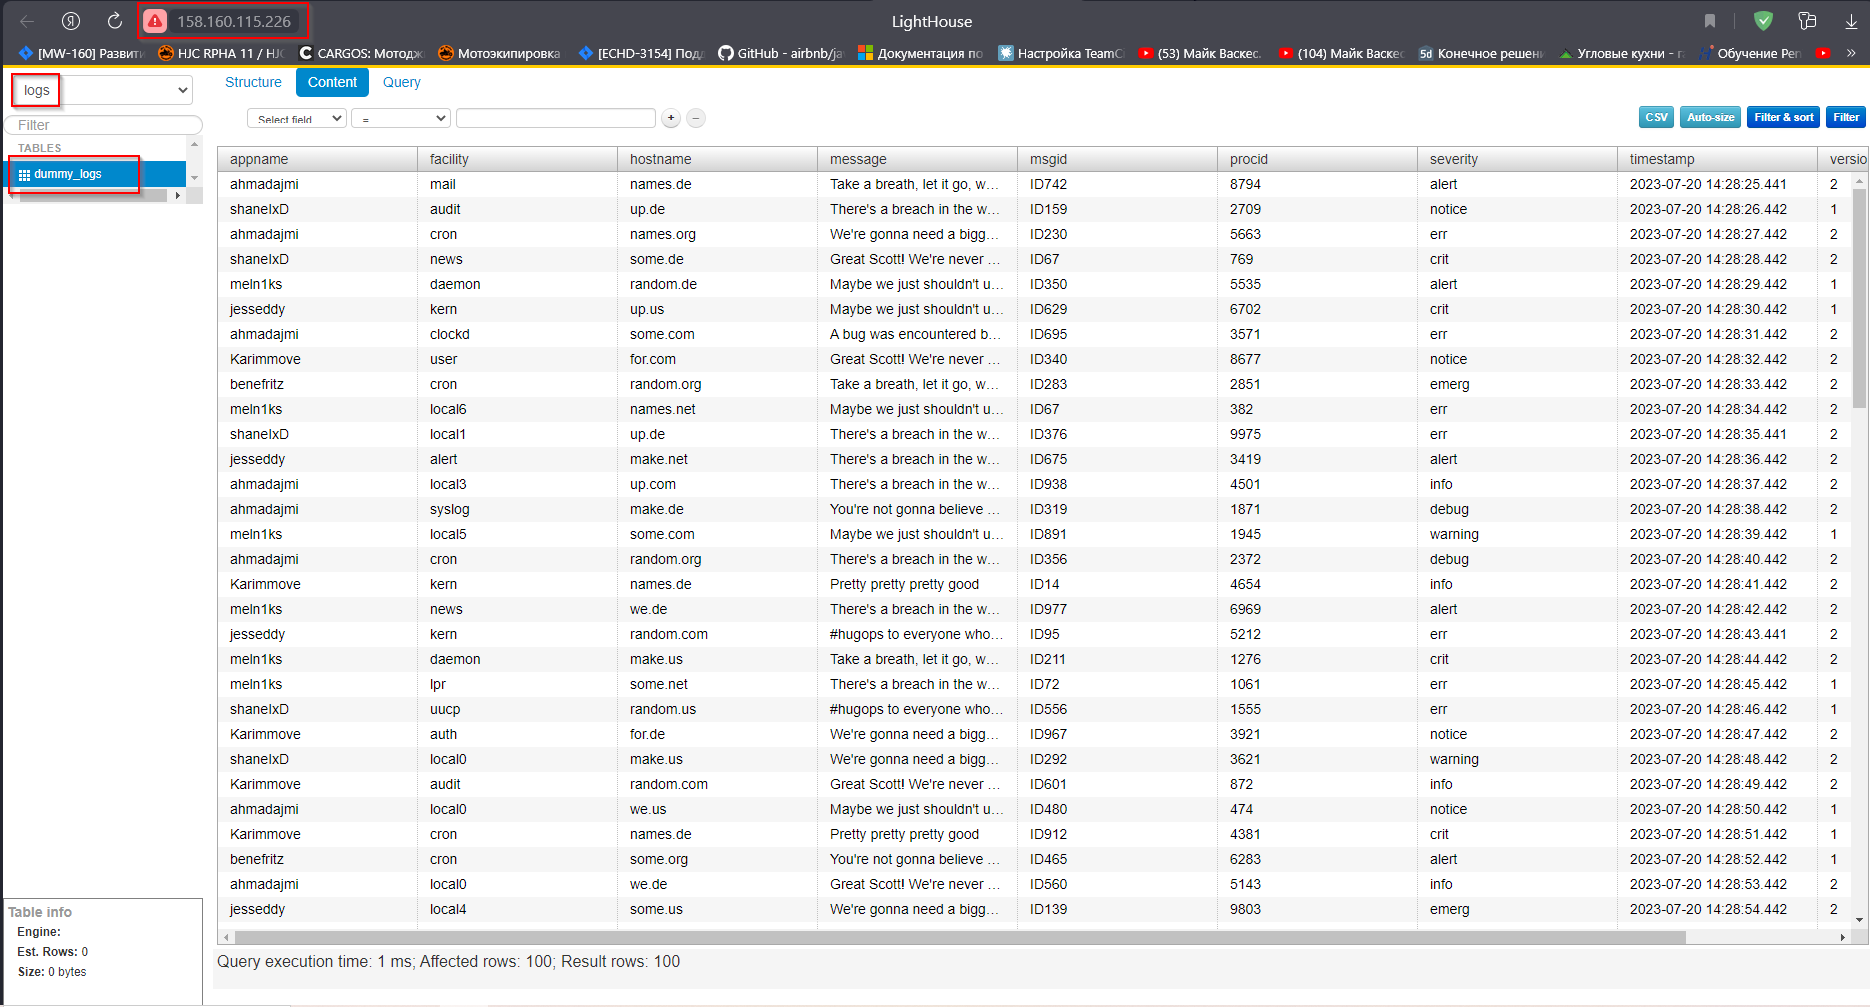 158.160.115.226 LightHouse
[MW-160] Развити HJC RPHA 11 / HJC CARGOS: Мотодж Мотоэкипировка [ECHD-3154] Под GitHub - airbnb/ja Документация по Настройка TeamC (53) Майк Васкес. (104) Майк Васкес Конечное решени Угловые кухни - Обучение Per »
logs
Structure Content Query
Select field = + − CSV Auto-size Filter & sort Filter
Filter
TABLES
dummy_logs
appname facility hostname message msgid procid severity timestamp versio
ahmadajmi mail names.de Take a breath, let it go, w... ID742 8794 alert 2023-07-20 14:28:25.441 2
shaneIxD audit up.de There's a breach in the w... ID159 2709 notice 2023-07-20 14:28:26.442 1
ahmadajmi cron names.org We're gonna need a bigg... ID230 5663 err 2023-07-20 14:28:27.442 2
shaneIxD news some.de Great Scott! We're never ... ID67 769 crit 2023-07-20 14:28:28.442 2
meln1ks daemon random.de Maybe we just shouldn't u... ID350 5535 alert 2023-07-20 14:28:29.442 1
jesseddy kern up.us Maybe we just shouldn't u... ID629 6702 crit 2023-07-20 14:28:30.442 1
ahmadajmi clockd some.com A bug was encountered b... ID695 3571 err 2023-07-20 14:28:31.442 2
Karimmove user for.com Great Scott! We're never ... ID340 8677 notice 2023-07-20 14:28:32.442 2
benefritz cron random.org Take a breath, let it go, w... ID283 2851 emerg 2023-07-20 14:28:33.442 2
meln1ks local6 names.net Maybe we just shouldn't u... ID67 382 err 2023-07-20 14:28:34.442 2
shaneIxD local1 up.de There's a breach in the w... ID376 9975 err 2023-07-20 14:28:35.441 2
jesseddy alert make.net There's a breach in the w... ID675 3419 alert 2023-07-20 14:28:36.442 2
ahmadajmi local3 up.com There's a breach in the w... ID938 4501 info 2023-07-20 14:28:37.442 2
ahmadajmi syslog make.de You're not gonna believe ... ID319 1871 debug 2023-07-20 14:28:38.442 2
meln1ks local5 some.com Maybe we just shouldn't u... ID891 1945 warning 2023-07-20 14:28:39.442 1
ahmadajmi cron random.org There's a breach in the w... ID356 2372 debug 2023-07-20 14:28:40.442 2
Karimmove kern names.de Pretty pretty pretty good ID14 4654 info 2023-07-20 14:28:41.442 2
meln1ks news we.de There's a breach in the w... ID977 6969 alert 2023-07-20 14:28:42.442 2
jesseddy kern random.com #hugops to everyone who... ID95 5212 err 2023-07-20 14:28:43.441 2
meln1ks daemon make.us Take a breath, let it go, w... ID211 1276 crit 2023-07-20 14:28:44.442 2
meln1ks lpr some.net There's a breach in the w... ID72 1061 err 2023-07-20 14:28:45.442 1
shaneIxD uucp random.us #hugops to everyone who... ID556 1555 err 2023-07-20 14:28:46.442 1
Karimmove auth for.de We're gonna need a bigg... ID967 3921 notice 2023-07-20 14:28:47.442 2
shaneIxD local0 make.us We're gonna need a bigg... ID292 3621 warning 2023-07-20 14:28:48.442 2
Karimmove audit random.com Great Scott! We're never ... ID601 872 info 2023-07-20 14:28:49.442 2
ahmadajmi local0 we.us Maybe we just shouldn't u... ID480 474 notice 2023-07-20 14:28:50.442 1
Karimmove cron names.de Pretty pretty pretty good ID912 4381 crit 2023-07-20 14:28:51.442 1
benefritz cron some.org You're not gonna believe ... ID465 6283 alert 2023-07-20 14:28:52.442 1
ahmadajmi local0 we.de Great Scott! We're never ... ID560 5143 info 2023-07-20 14:28:53.442 2
jesseddy local4 some.us We're gonna need a bigg... ID139 9803 emerg 2023-07-20 14:28:54.442 2
Table info
Engine:
Est. Rows: 0
Size: 0 bytes
Query execution time: 1 ms; Affected rows: 100; Result rows: 100